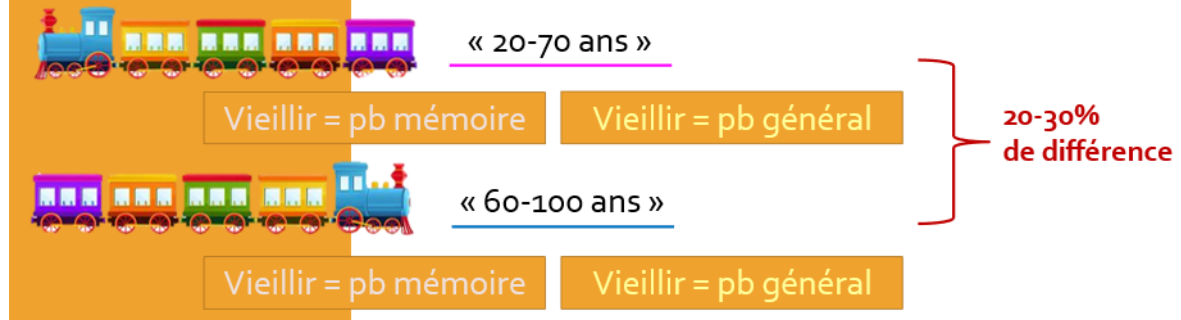 « 20-70 ans »
Vieillir = pb mémoire
Vieillir = pb général
20-30%
de différence
« 60-100 ans »
Vieillir = pb mémoire
Vieillir = pb général